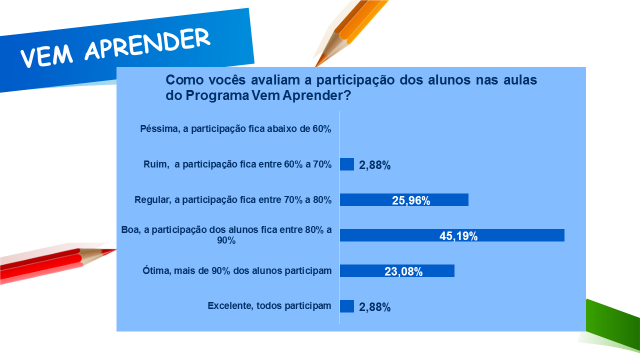 VEM APRENDER
Como vocês avaliam a participação dos alunos nas aulas
do Programa Vem Aprender?
Péssima, a participação fica abaixo de 60%
Ruim,  a participação fica entre 60% a 70%
2,88%
Regular, a participação fica entre 70% a 80%
25,96%
Boa, a participação dos alunos fica entre 80% a
90%
45,19%
Ótima, mais de 90% dos alunos participam
23,08%
Excelente, todos participam
2,88%